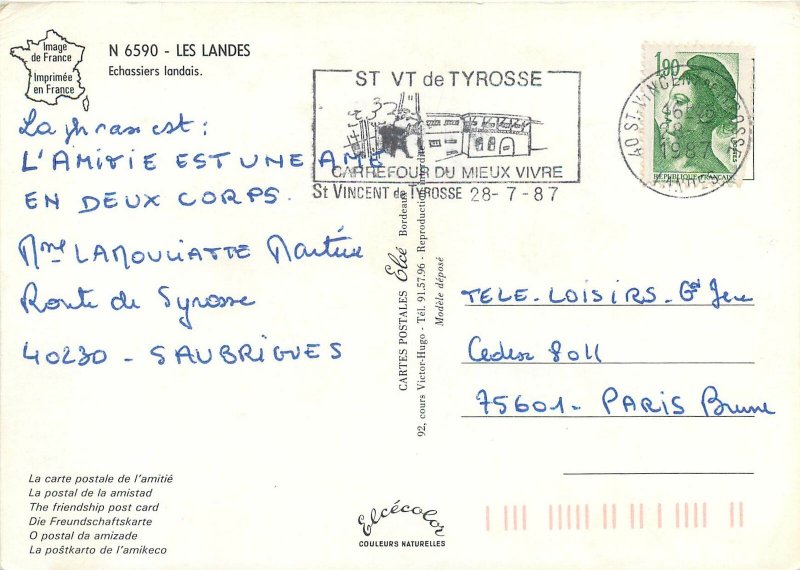 Image
de France
Imprimée
en France
N 6590 - LES LANDES
Echassiers landais.
La phrase est :
L'AMITIE EST UNE AME
EN DEUX CORPS.
Mme LAMOULIATTE Martine
Route de Tyrosse
40230 - SAUBRIGUES
ST VT de TYROSSE
CARREFOUR DU MIEUX VIVRE
St VINCENT de TYROSSE 28-7-87
40 ST VINCENT
1987
1,90
REPUBLIQUE FRANÇAISE
CARTES POSTALES Elcé Bordeaux
92, cours Victor-Hugo - Tél. 91.57.96 - Reproduction interdite
Modèle déposé
TELE-LOISIRS - Gd Jeu
Cedex 8011
75601 - PARIS Brune
La carte postale de l'amitié
La postal de la amistad
The friendship post card
Die Freundschaftskarte
O postal da amizade
La poŝtkarto de l'amikeco
Elcécolor
COULEURS NATURELLES